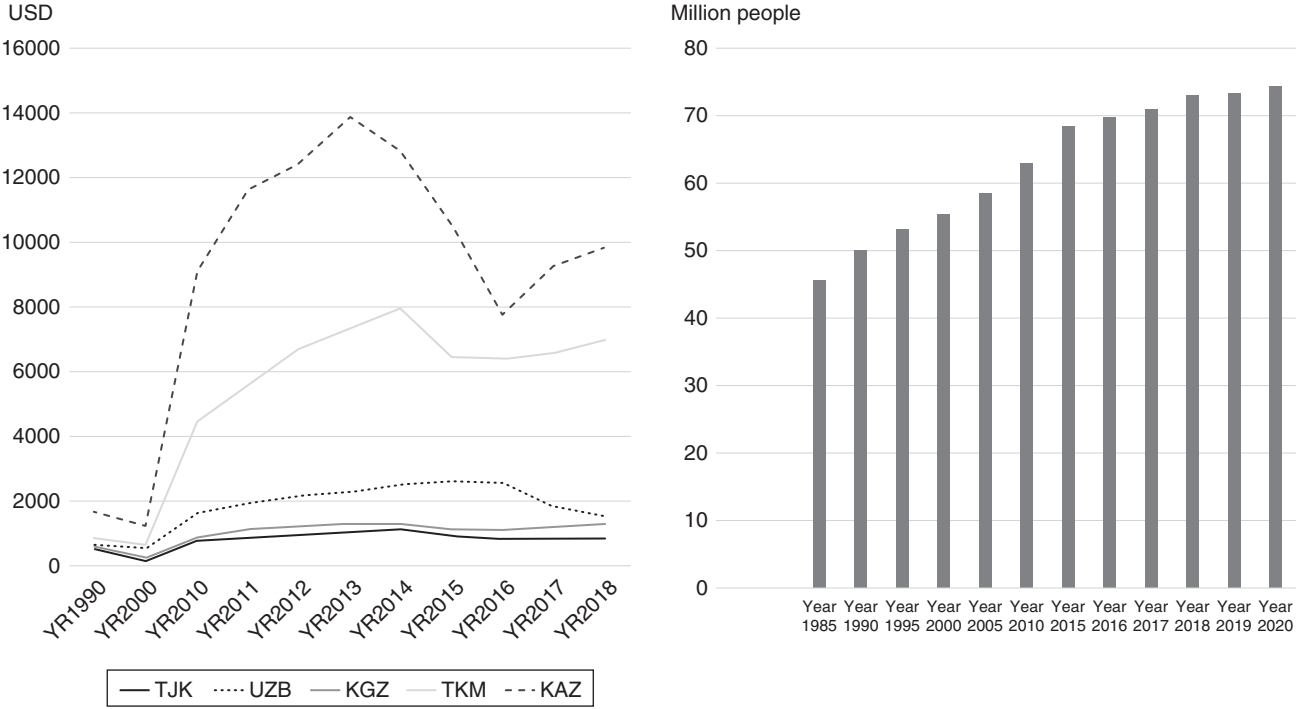 USD
16000
14000
12000
10000
8000
6000
4000
2000
0
YR1990
YR2000
YR2010
YR2011
YR2012
YR2013
YR2014
YR2015
YR2016
YR2017
YR2018
TJK UZB KGZ TKM KAZ
Million people
80
70
60
50
40
30
20
10
0
Year Year Year Year Year Year Year Year Year Year Year Year
1985 1990 1995 2000 2005 2010 2015 2016 2017 2018 2019 2020